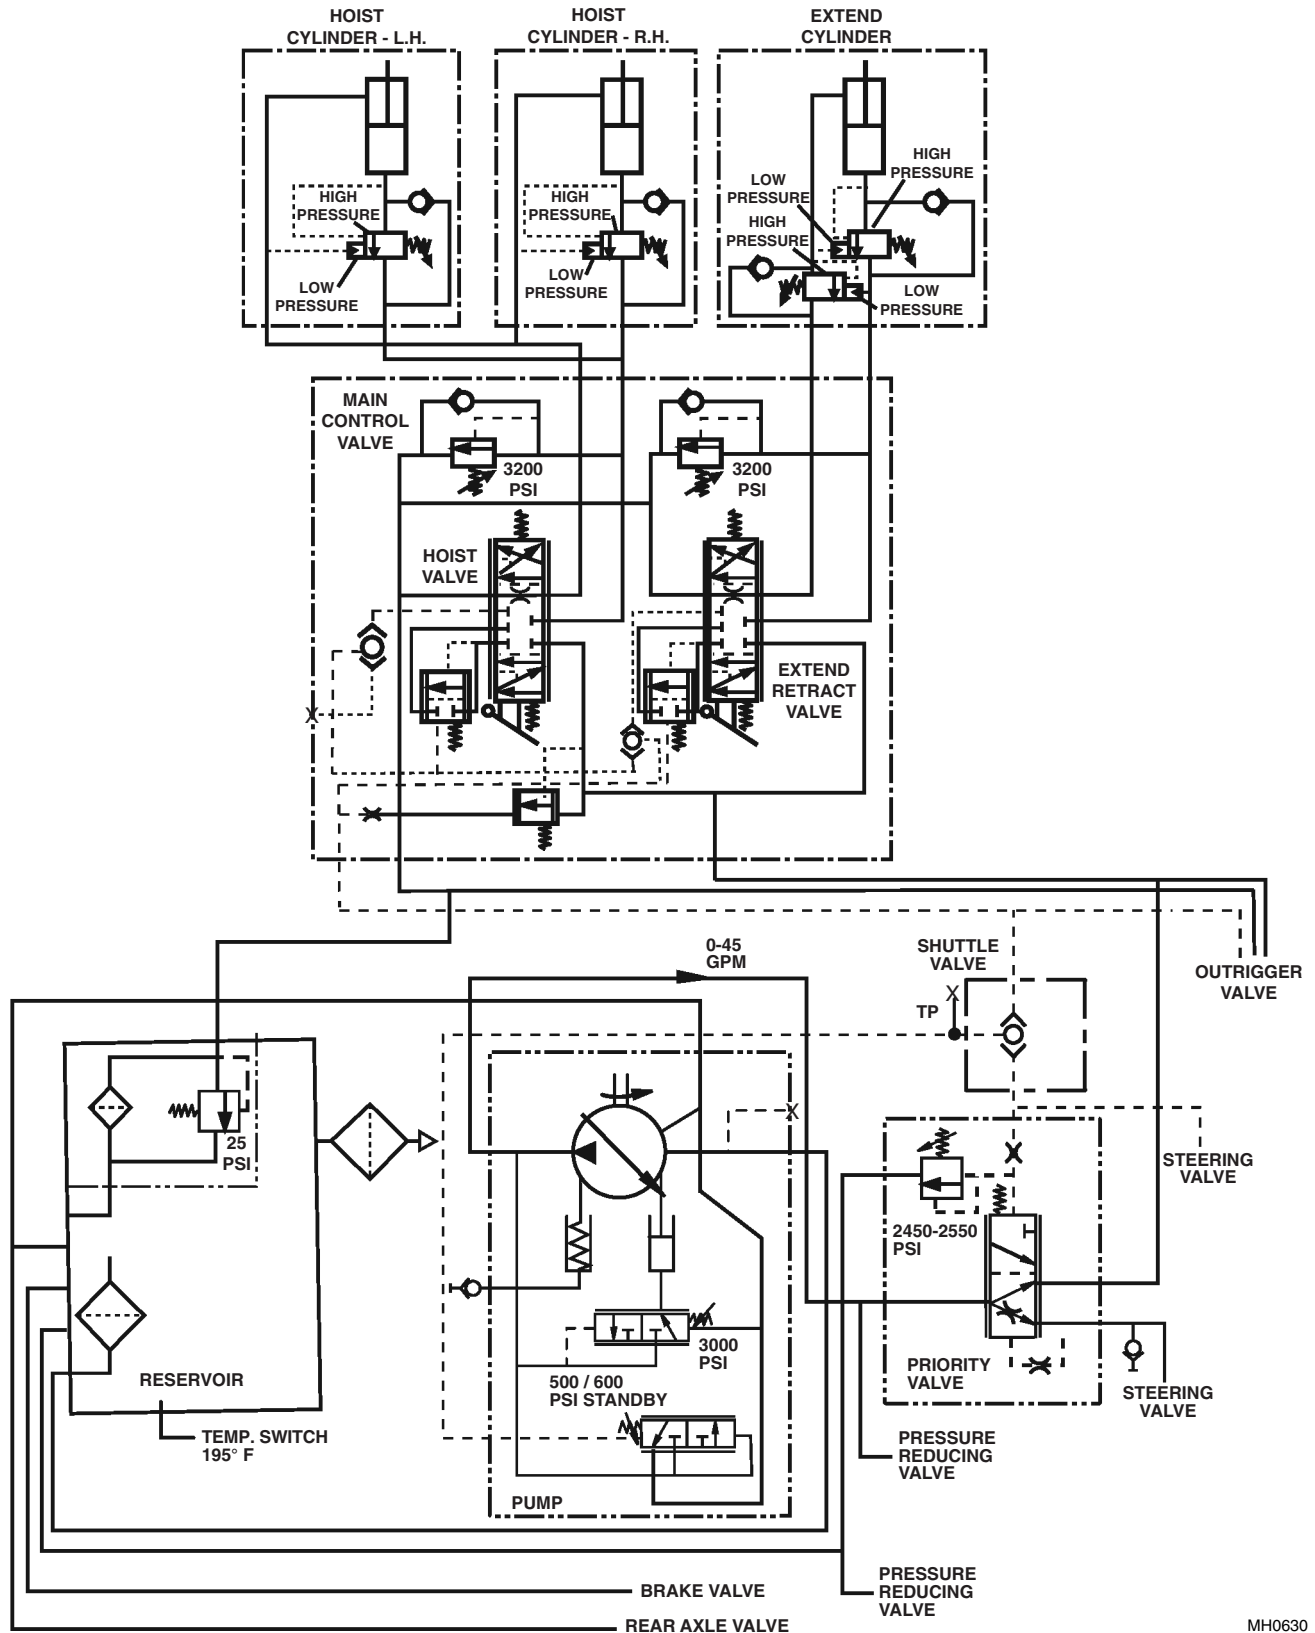 HOIST
CYLINDER - L.H.
HOIST
CYLINDER - R.H.
EXTEND
CYLINDER
HIGH
PRESSURE
LOW
PRESSURE
HIGH
PRESSURE
LOW
PRESSURE
LOW
PRESSURE
HIGH
PRESSURE
HIGH
PRESSURE
LOW
PRESSURE
MAIN
CONTROL
VALVE
3200
PSI
3200
PSI
HOIST
VALVE
EXTEND
RETRACT
VALVE
X
0-45
GPM
SHUTTLE
VALVE
OUTRIGGER
VALVE
X
TP
25
PSI
X
STEERING
VALVE
2450-2550
PSI
3000
PSI
500 / 600
PSI STANDBY
PRIORITY
VALVE
STEERING
VALVE
RESERVOIR
TEMP. SWITCH
195° F
PRESSURE
REDUCING
VALVE
PUMP
PRESSURE
REDUCING
VALVE
BRAKE VALVE
REAR AXLE VALVE
MH0630